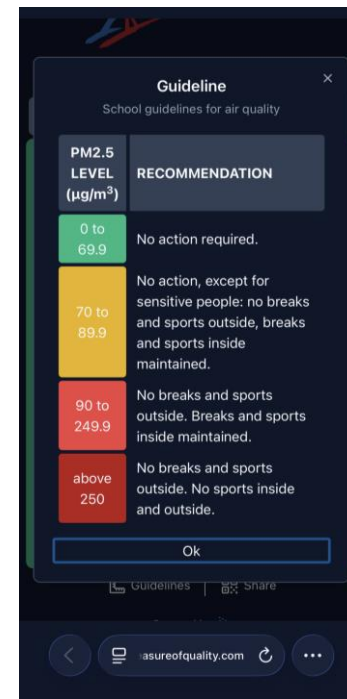 Guideline
×
School guidelines for air quality
PM2.5
LEVEL
(µg/m³)
RECOMMENDATION
0 to
69.9
No action required.
70 to
89.9
No action, except for
sensitive people: no breaks
and sports outside, breaks
and sports inside
maintained.
90 to
249.9
No breaks and sports
outside. Breaks and sports
inside maintained.
above
250
No breaks and sports
outside. No sports inside
and outside.
Ok
Guidelines | Share
asureofquality.com